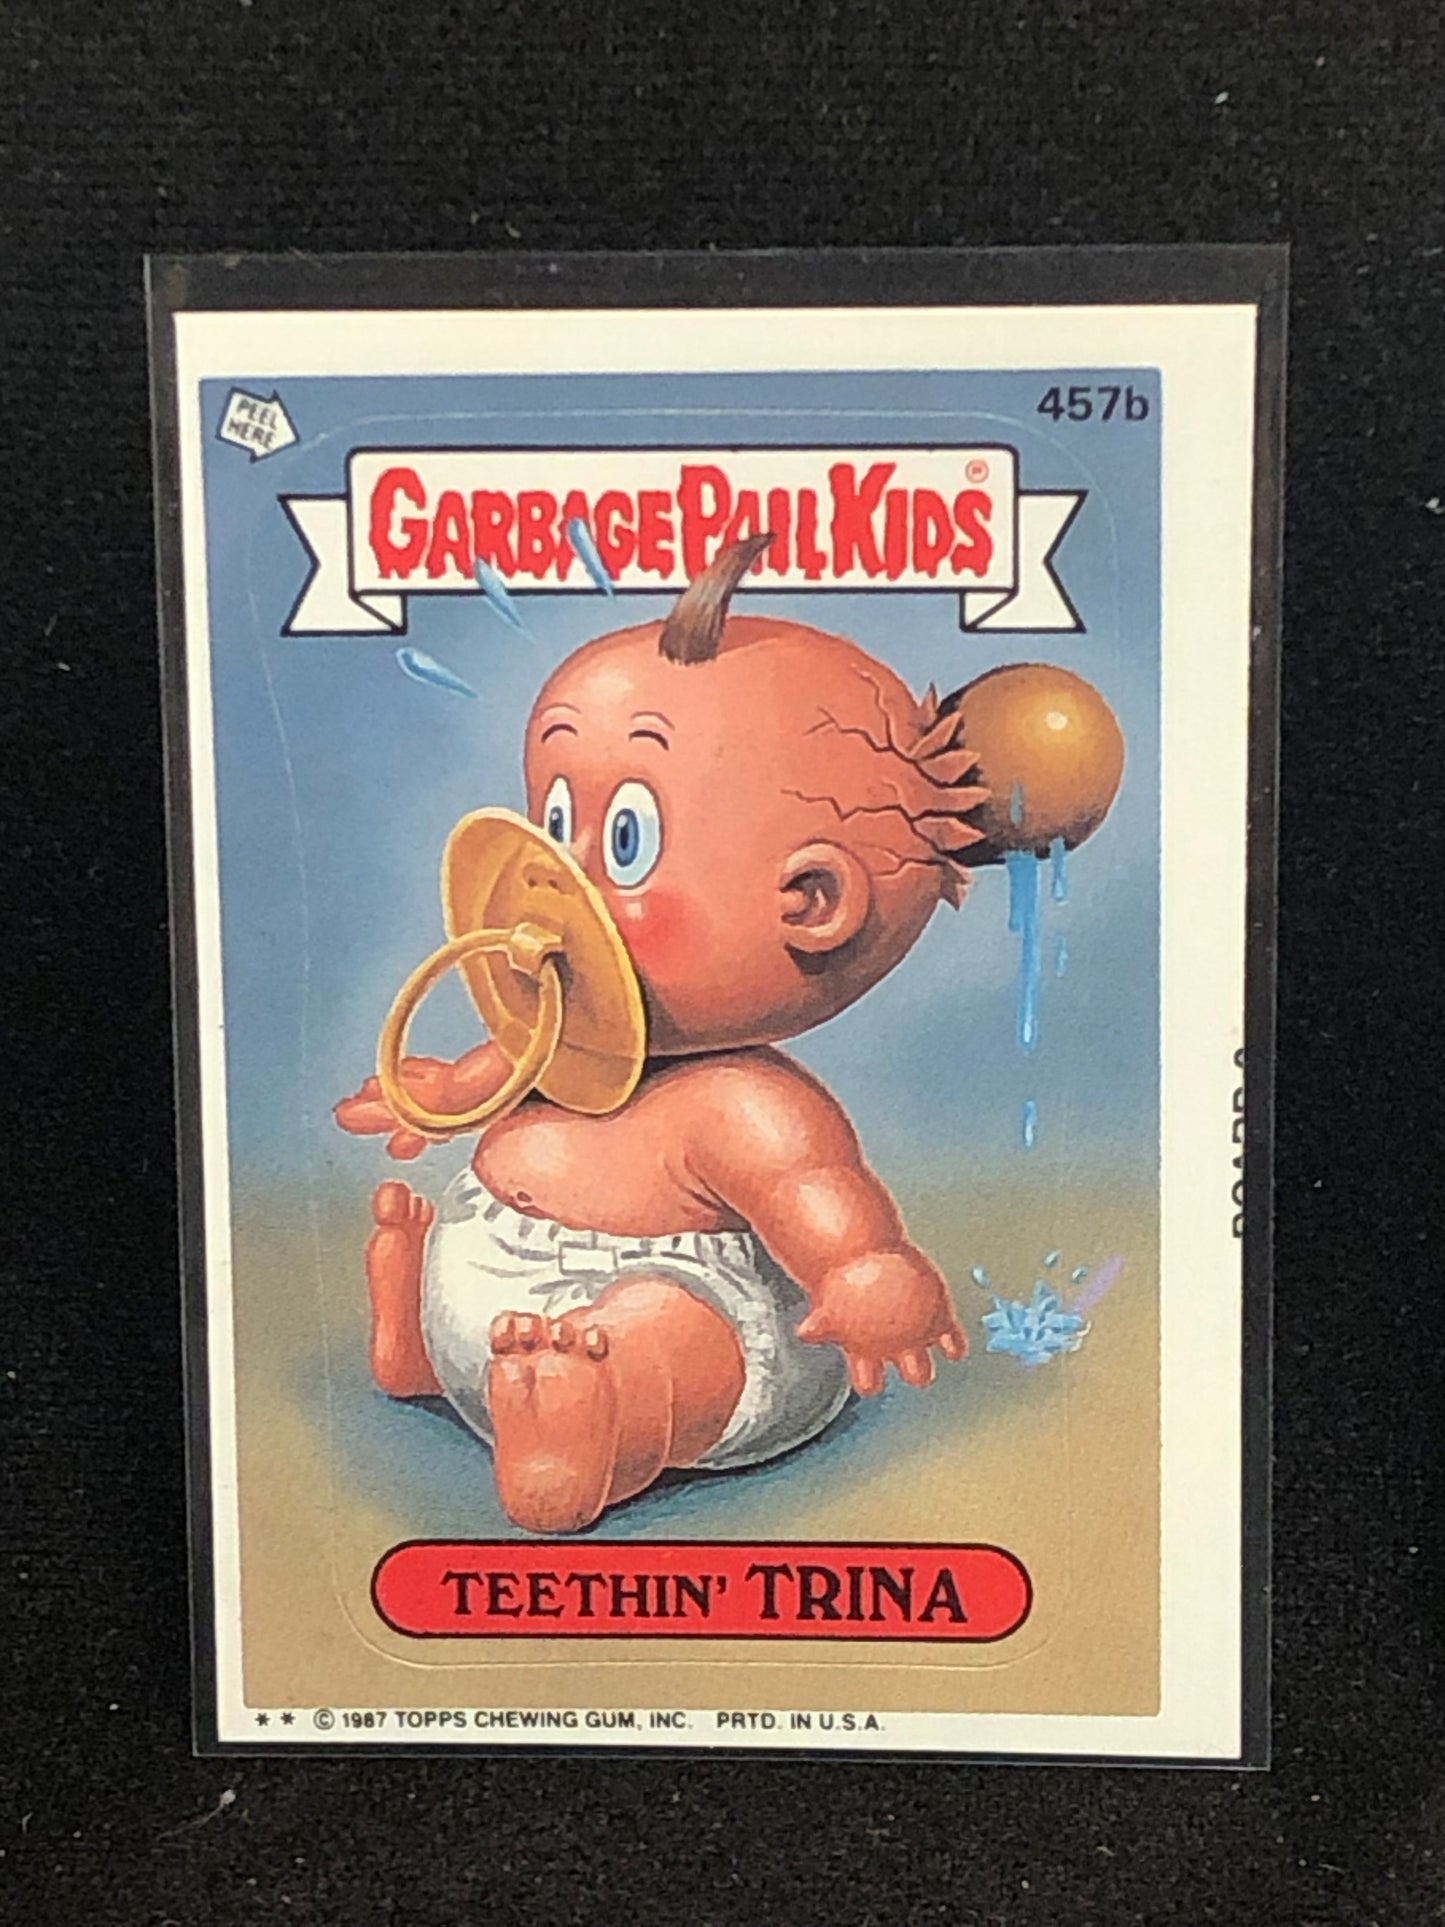 PEEL
HERE
457b
GARBAGE PAIL KIDS®
TEETHIN' TRINA
** © 1987 TOPPS CHEWING GUM, INC. PRTD. IN U.S.A.